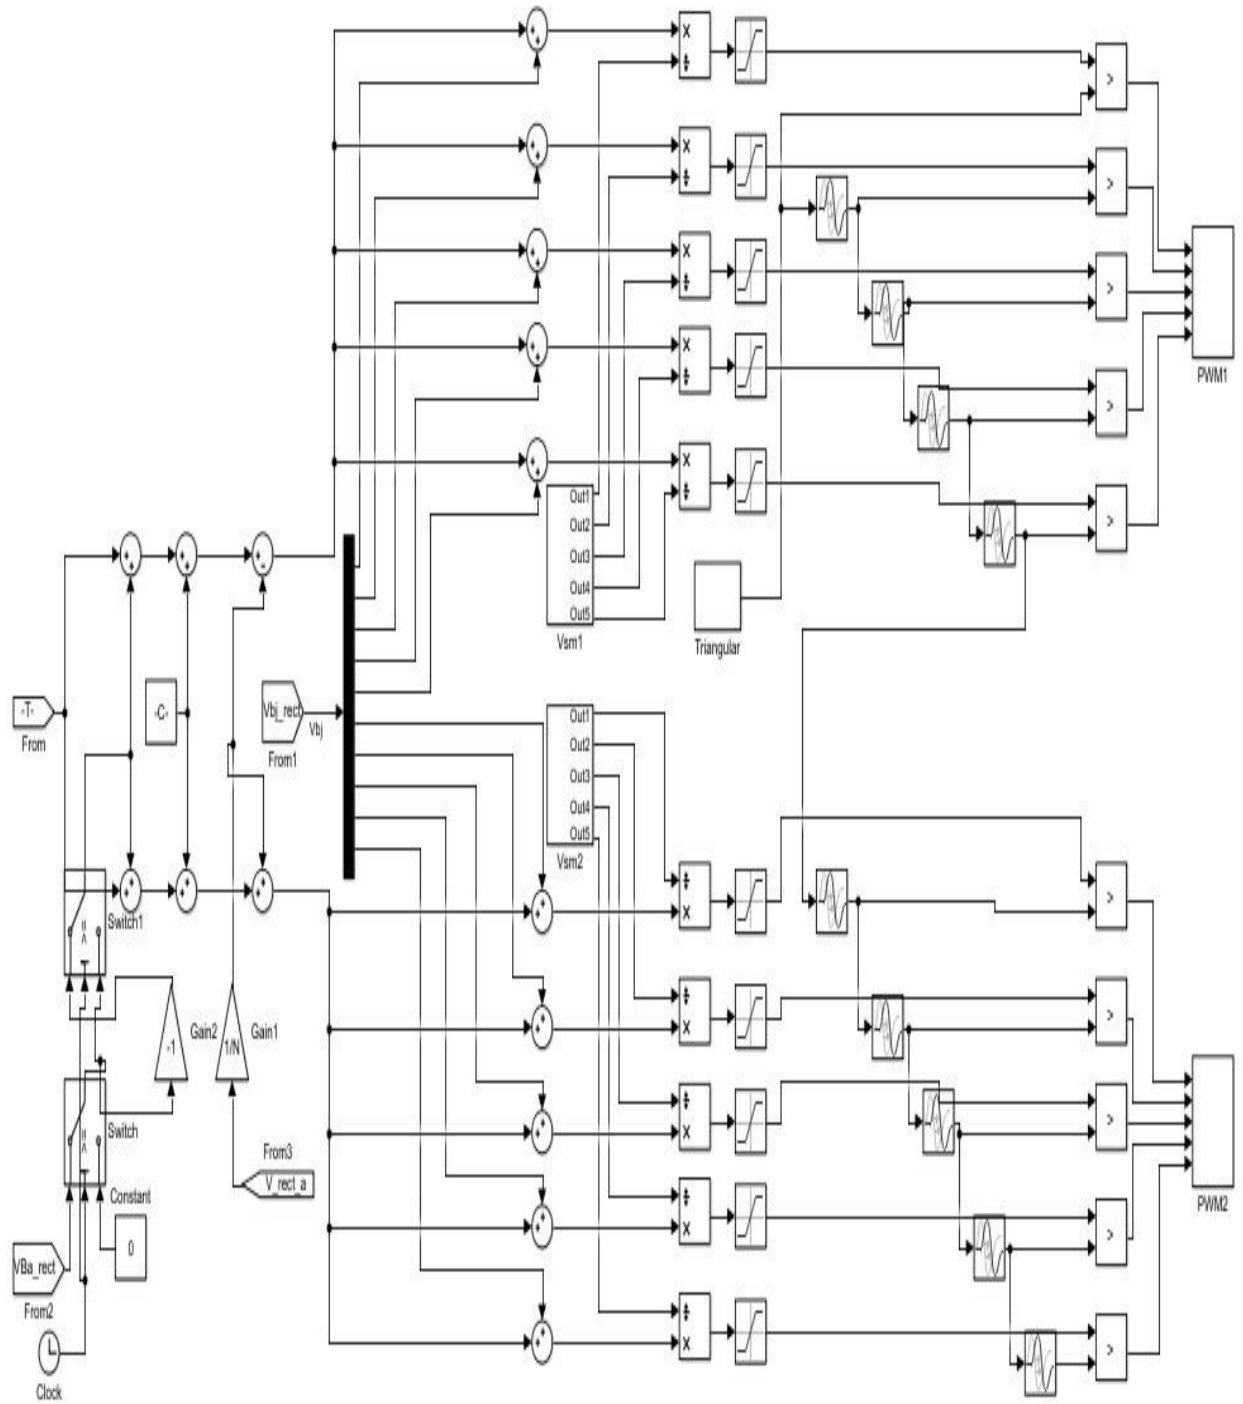 Out1
Out2
Out3
Out4
Out5
Vsm1
PWM1
Triangular
-T-
From
-C-
Vbj_rect
Vbj
From1
Out1
Out2
Out3
Out4
Out5
Vsm2
Switch1
Gain2
-1
1/N
Gain1
Switch
From3
V_rect_a
Constant
0
VBa_rect
From2
Clock
PWM2